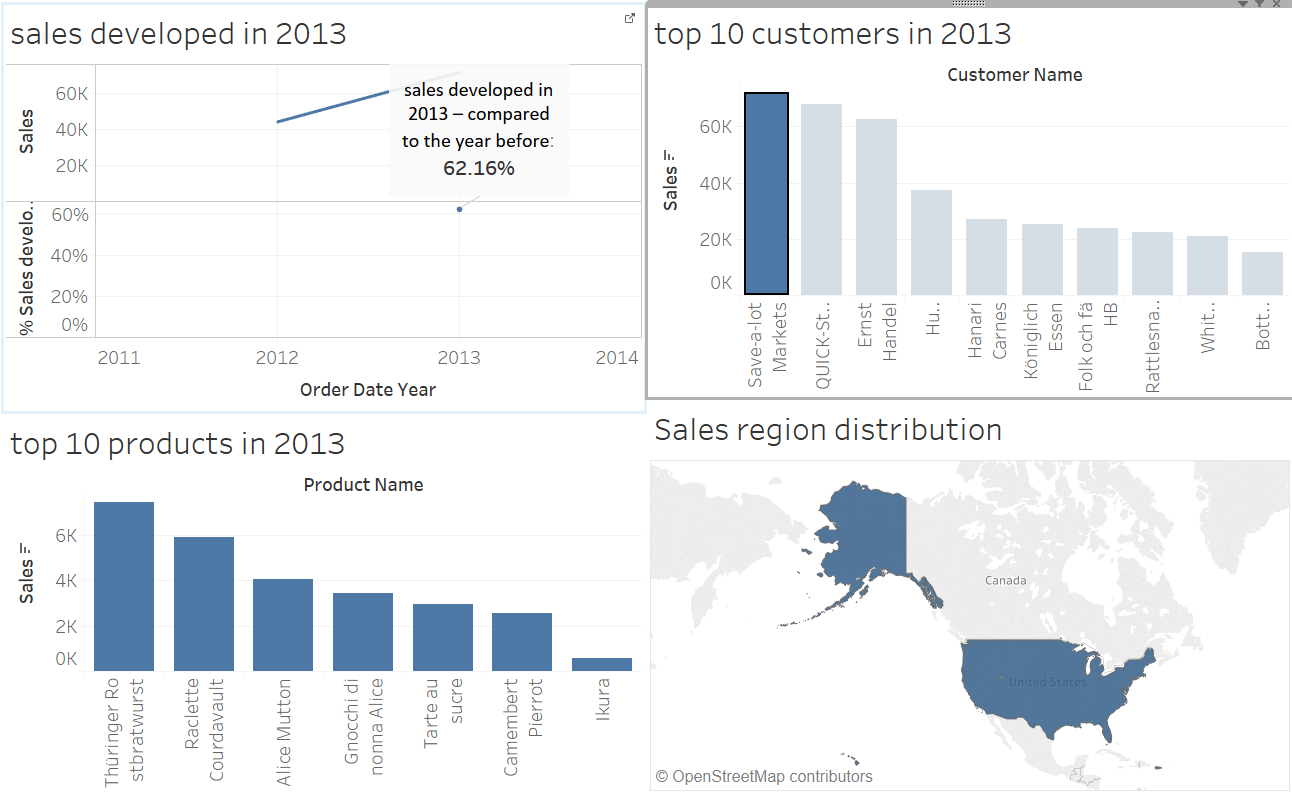 sales developed in 2013
Sales
60K
40K
20K
sales developed in
2013 – compared
to the year before:
62.16%
% Sales develo..
60%
40%
20%
0%
2011
2012
2013
2014
Order Date Year
top 10 customers in 2013
Customer Name
Sales
60K
40K
20K
0K
Save-a-lot
Markets
QUICK-St..
Ernst
Handel
Hu..
Hanari
Carnes
Königlich
Essen
Folk och fä
HB
Rattlesna..
Whit..
Bott..
top 10 products in 2013
Product Name
Sales
6K
4K
2K
0K
Thüringer Ro
stbratwurst
Raclette
Courdavault
Alice Mutton
Gnocchi di
nonna Alice
Tarte au
sucre
Camembert
Pierrot
Ikura
Sales region distribution
Canada
United States
© OpenStreetMap contributors